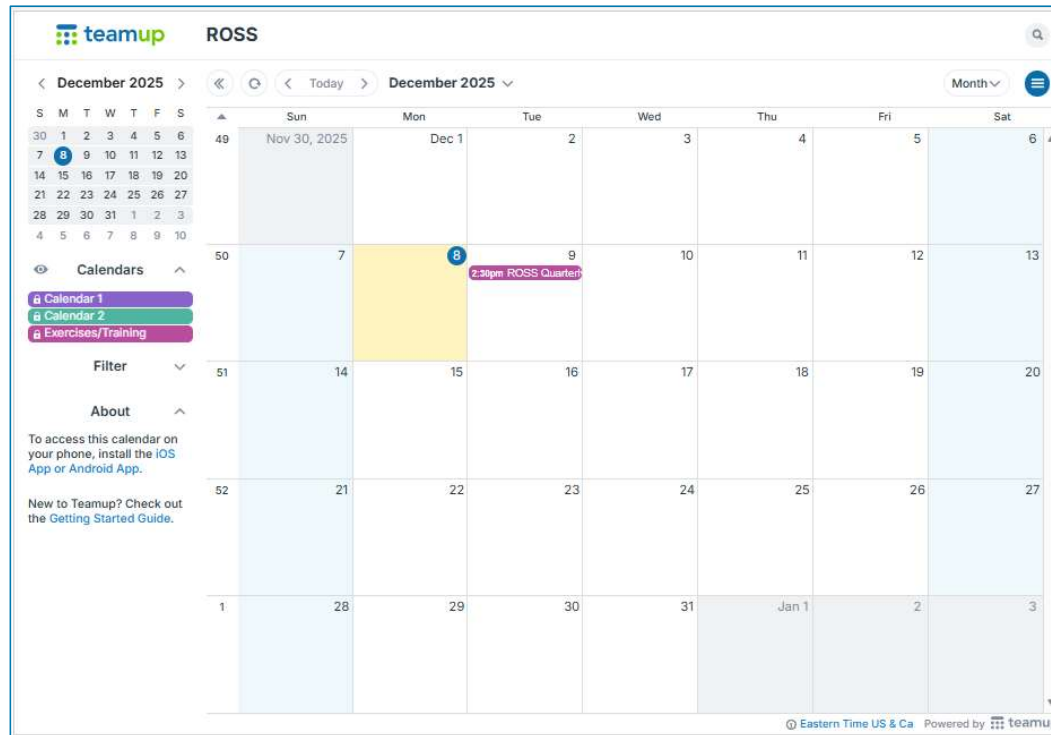 teamup ROSS
< December 2025 >
S M T W T F S
30 1 2 3 4 5 6
7 8 9 10 11 12 13
14 15 16 17 18 19 20
21 22 23 24 25 26 27
28 29 30 31 1 2 3
4 5 6 7 8 9 10
Calendars
Calendar 1
Calendar 2
Exercises/Training
Filter
About
To access this calendar on
your phone, install the iOS
App or Android App.
New to Teamup? Check out
the Getting Started Guide.
< Today > December 2025 Month
Sun Mon Tue Wed Thu Fri Sat
49 Nov 30, 2025 Dec 1 2 3 4 5 6
50 7 8 9 10 11 12 13
2:30pm ROSS Quarterly
51 14 15 16 17 18 19 20
52 21 22 23 24 25 26 27
1 28 29 30 31 Jan 1 2 3
Eastern Time US & Ca Powered by teamu